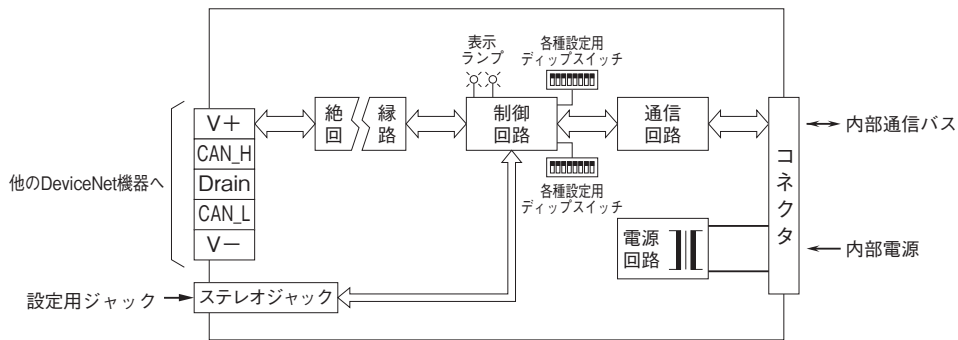 表示
ランプ
各種設定用
ディップスイッチ
V+
CAN_H
Drain
CAN_L
V−
他のDeviceNet機器へ
絶 縁
回 路
制御
回路
通信
回路
コネクタ
内部通信バス
各種設定用
ディップスイッチ
電源
回路
内部電源
設定用ジャック
ステレオジャック